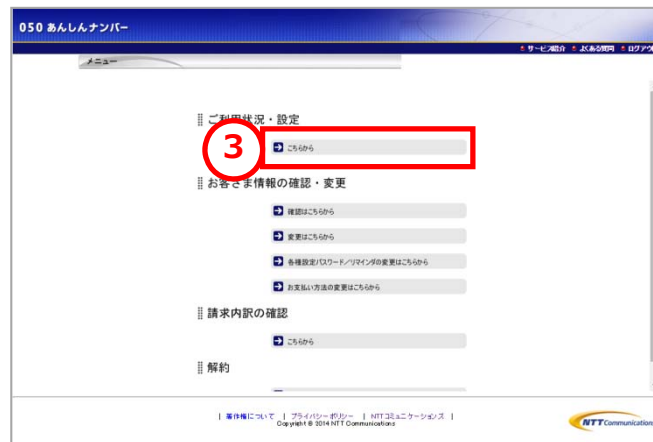 050 あんしんナンバー
サービス紹介 よくある質問 ログアウ
メニュー
ご利用状況・設定
3
こちらから
お客さま情報の確認・変更
確認はこちらから
変更はこちらから
各種設定パスワード/リマインダの変更はこちらから
お支払い方法の変更はこちらから
請求内訳の確認
こちらから
解約
| 著作権について | プライバシーポリシー | NTTコミュニケーションズ |
Copyright © 2014 NTT Communications
NTT Communication